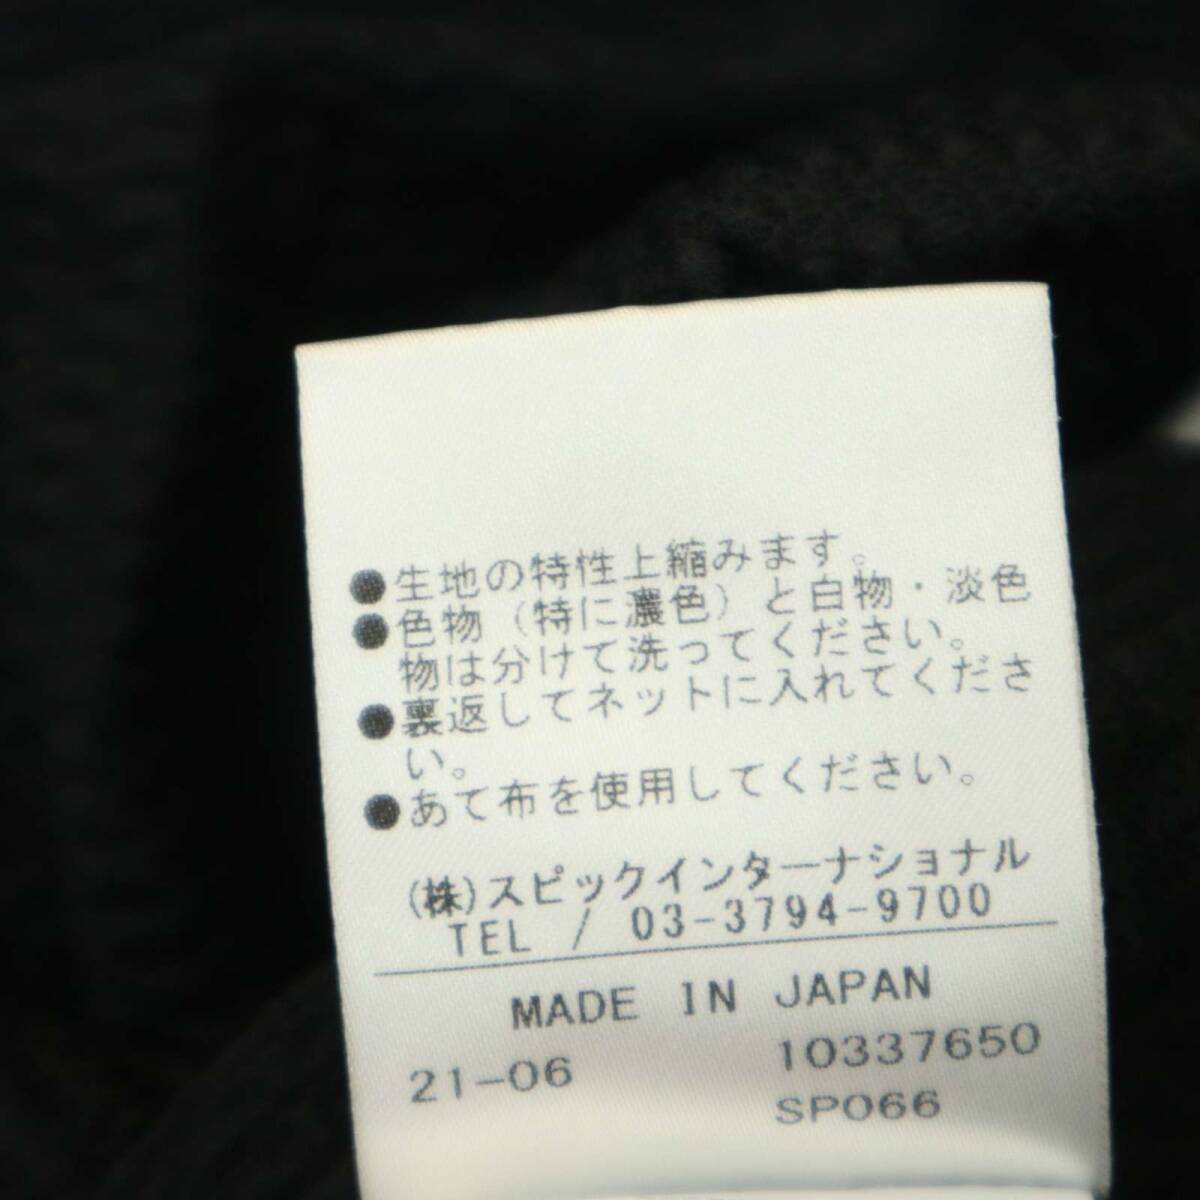 ●生地の特性上縮みます。
●色物（特に濃色）と白物・淡色
物は分けて洗ってください。
●裏返してネットに入れてくださ
い。
●あて布を使用してください。
(株)スピックインターナショナル
TEL / 03-3794-9700
MADE IN JAPAN
21-06 10337650
SP066